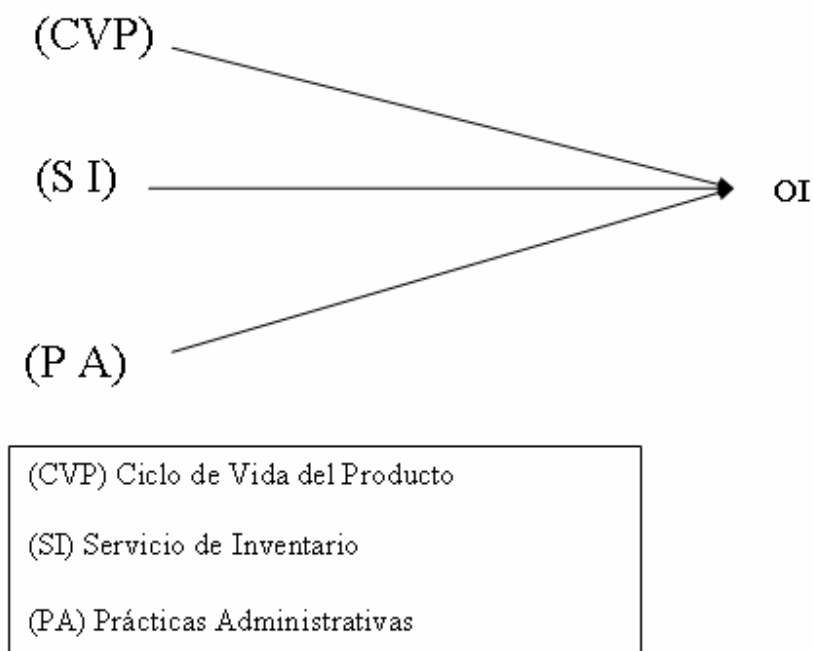 (CVP)
(S I)
OI
(P A)
(CVP) Ciclo de Vida del Producto
(SI) Servicio de Inventario
(PA) Prácticas Administrativas